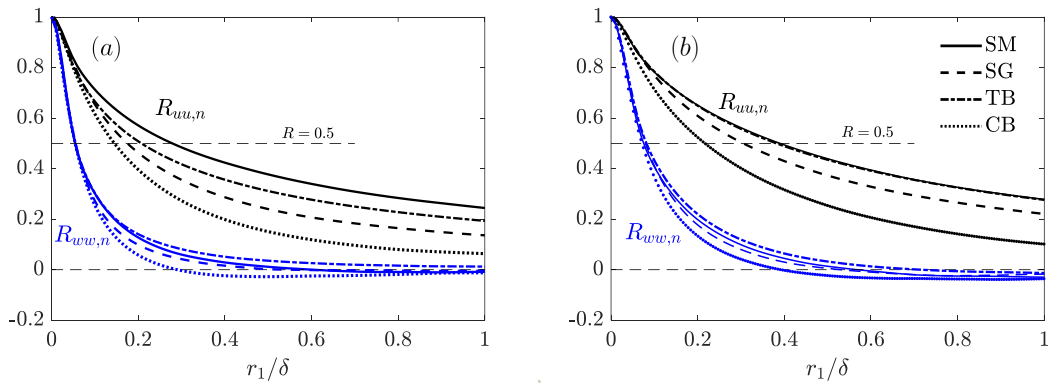 1
0.8
0.6
0.4
0.2
0
-0.2
(a)
R_{uu,n}
R = 0.5
R_{ww,n}
0 0.2 0.4 0.6 0.8 1
r_1/δ
1
0.8
0.6
0.4
0.2
0
-0.2
(b)
SM
SG
TB
CB
R_{uu,n}
R = 0.5
R_{ww,n}
0 0.2 0.4 0.6 0.8 1
r_1/δ